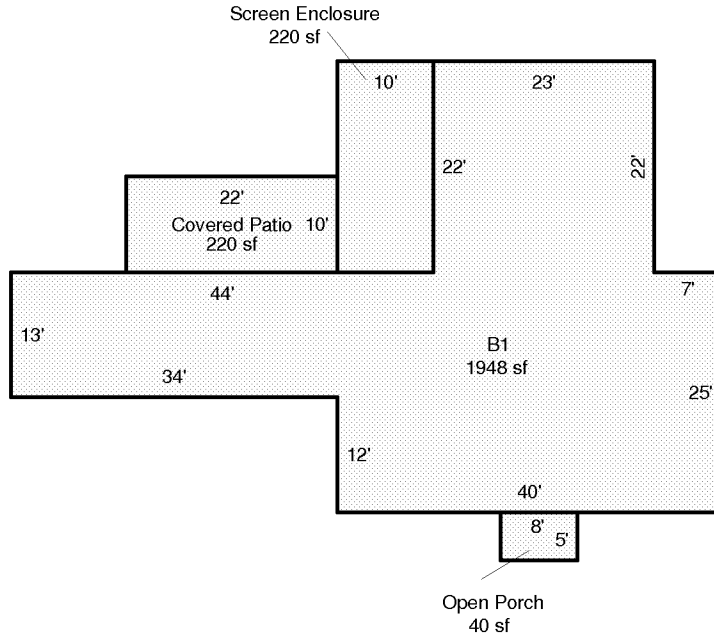 Screen Enclosure
220 sf
10'
23'
22'
22'
22'
Covered Patio
10'
220 sf
44'
7'
13'
B1
1948 sf
34'
25'
12'
40'
8'
5'
Open Porch
40 sf